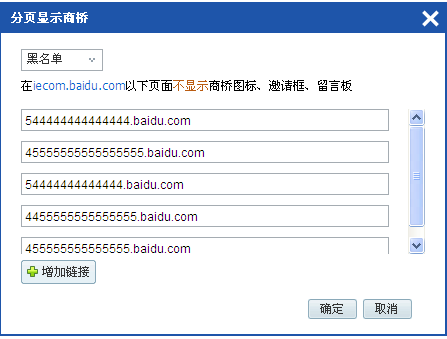 分页显示商桥
黑名单
在iecom.baidu.com以下页面不显示商桥图标、邀请框、留言板
544444444444444.baidu.com
45555555555555555.baidu.com
54444444444444.baidu.com
4455555555555555.baidu.com
455555555555555.baidu.com
增加链接
确定 取消